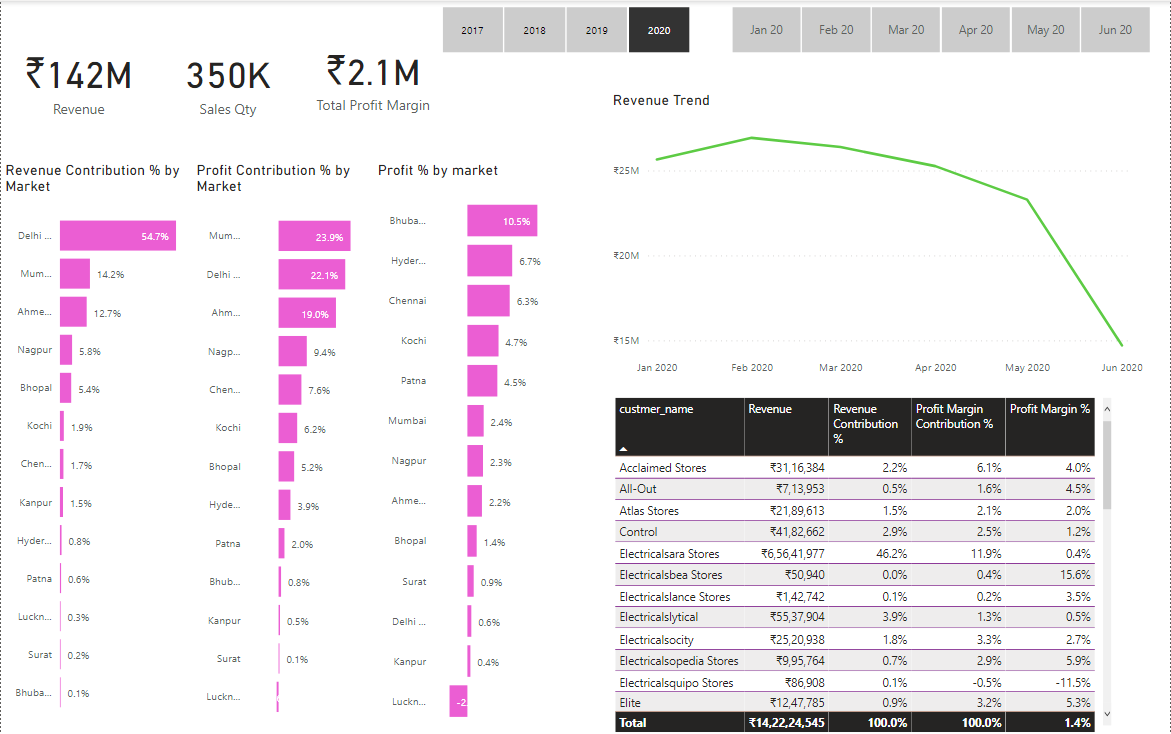 2017 2018 2019 2020 Jan 20 Feb 20 Mar 20 Apr 20 May 20 Jun 20
₹142M 350K ₹2.1M
Revenue Sales Qty Total Profit Margin
Revenue Contribution % by
Market
Delhi ... 54.7%
Mum... 14.2%
Ahme... 12.7%
Nagpur 5.8%
Bhopal 5.4%
Kochi 1.9%
Chen... 1.7%
Kanpur 1.5%
Hyder... 0.8%
Patna 0.6%
Luckn... 0.3%
Surat 0.2%
Bhuba... 0.1%
Profit Contribution % by
Market
Mum... 23.9%
Delhi ... 22.1%
Ahm... 19.0%
Nagp... 9.4%
Chen... 7.6%
Kochi 6.2%
Bhopal 5.2%
Hyde... 3.9%
Patna 2.0%
Bhub... 0.8%
Kanpur 0.5%
Surat 0.1%
Luckn...
Profit % by market
Bhuba... 10.5%
Hyder... 6.7%
Chennai 6.3%
Kochi 4.7%
Patna 4.5%
Mumbai 2.4%
Nagpur 2.3%
Ahme... 2.2%
Bhopal 1.4%
Surat 0.9%
Delhi ... 0.6%
Kanpur 0.4%
Luckn... -2
Revenue Trend
₹25M
₹20M
₹15M
Jan 2020 Feb 2020 Mar 2020 Apr 2020 May 2020 Jun 2020
custmer_name Revenue Revenue Contribution % Profit Margin Contribution % Profit Margin %
Acclaimed Stores ₹31,16,384 2.2% 6.1% 4.0%
All-Out ₹7,13,953 0.5% 1.6% 4.5%
Atlas Stores ₹21,89,613 1.5% 2.1% 2.0%
Control ₹41,82,662 2.9% 2.5% 1.2%
Electricalsara Stores ₹6,56,41,977 46.2% 11.9% 0.4%
Electricalsbea Stores ₹50,940 0.0% 0.4% 15.6%
Electricalslance Stores ₹1,42,742 0.1% 0.2% 3.5%
Electricalslytical ₹55,37,904 3.9% 1.3% 0.5%
Electricalsocity ₹25,20,938 1.8% 3.3% 2.7%
Electricalsopedia Stores ₹9,95,764 0.7% 2.9% 5.9%
Electricalsquipo Stores ₹86,908 0.1% -0.5% -11.5%
Elite ₹12,47,785 0.9% 3.2% 5.3%
Total ₹14,22,24,545 100.0% 100.0% 1.4%